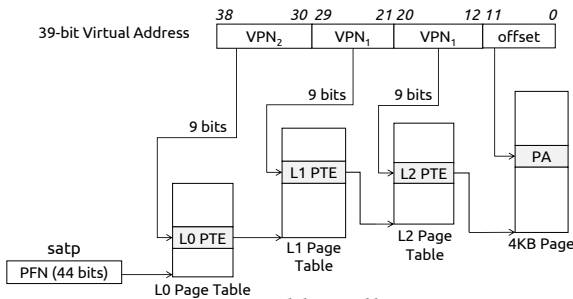 38 30 29 21 20 12 11 0
39-bit Virtual Address VPN₂ VPN₁ VPN₁ offset
9 bits 9 bits
9 bits
L1 PTE L2 PTE PA
L0 PTE
satp
PFN (44 bits)
L0 Page Table
L1 Page
Table
L2 Page
Table
4KB Page